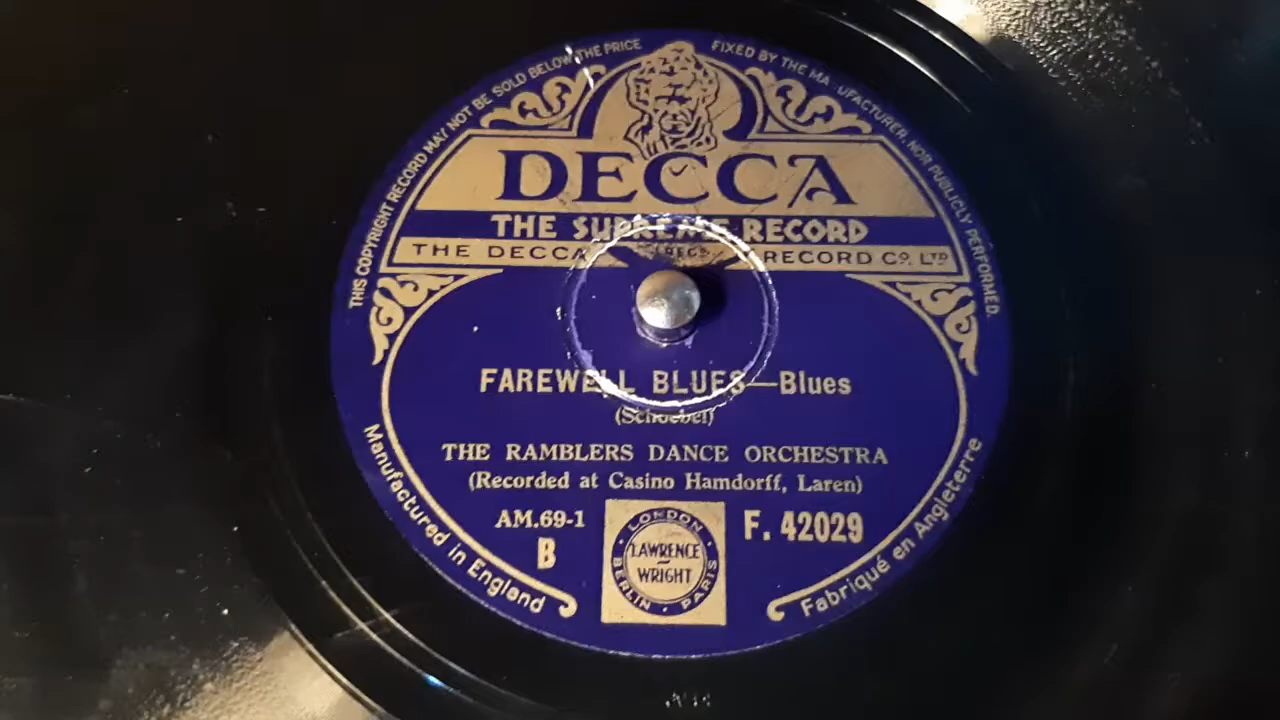 THIS COPYRIGHT RECORD MAY NOT BE SOLD BELOW THE PRICE FIXED BY THE MA UFACTURER, NOR PUBLICLY PERFORMED.
DECCA
THE SUPREME RECORD
THE DECCA RECORD CO. LTD
FAREWELL BLUES—Blues
(Schoebel)
THE RAMBLERS DANCE ORCHESTRA
(Recorded at Casino Hamdorff, Laren)
AM.69-1
B
F. 42029
LONDON
LAWRENCE
WRIGHT
BERLIN • PARIS
Manufactured in England
Fabriqué en Angleterre